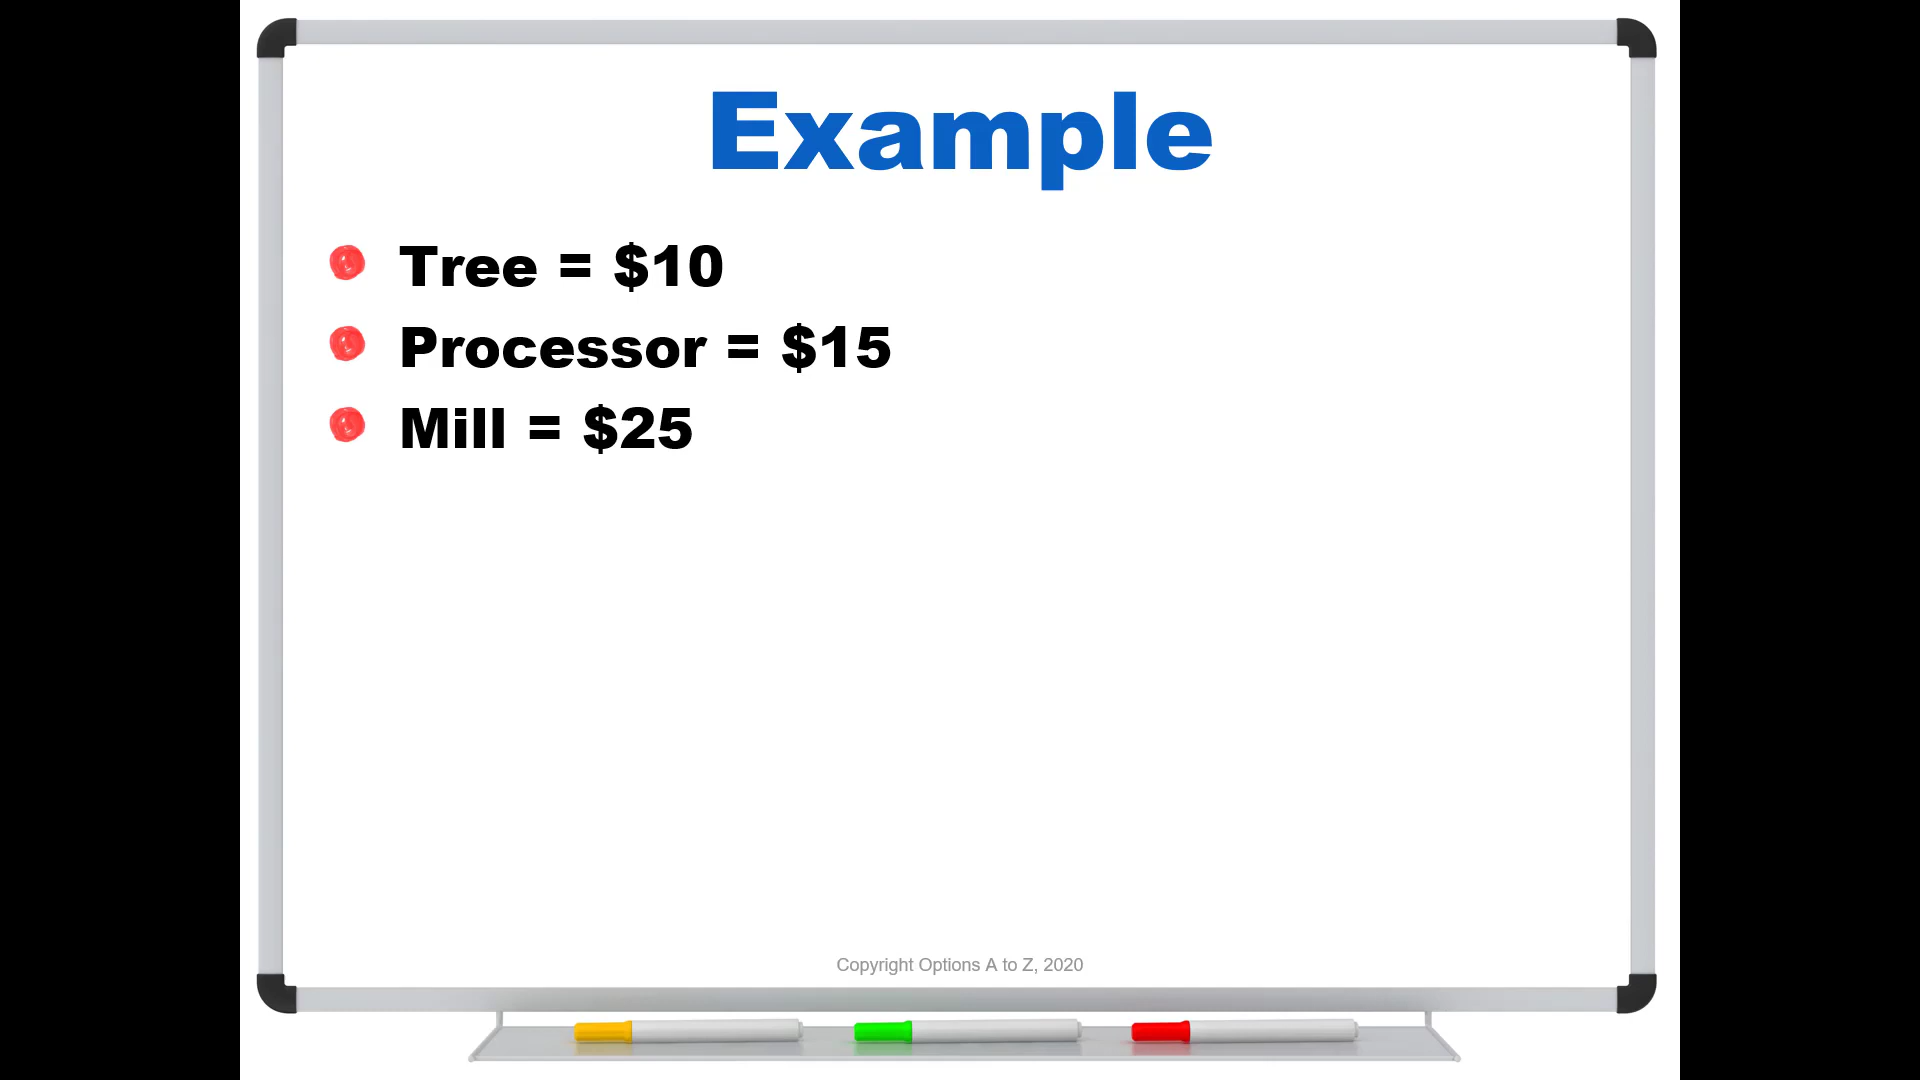 Example
Tree = $10
Processor = $15
Mill = $25
Copyright Options A to Z, 2020